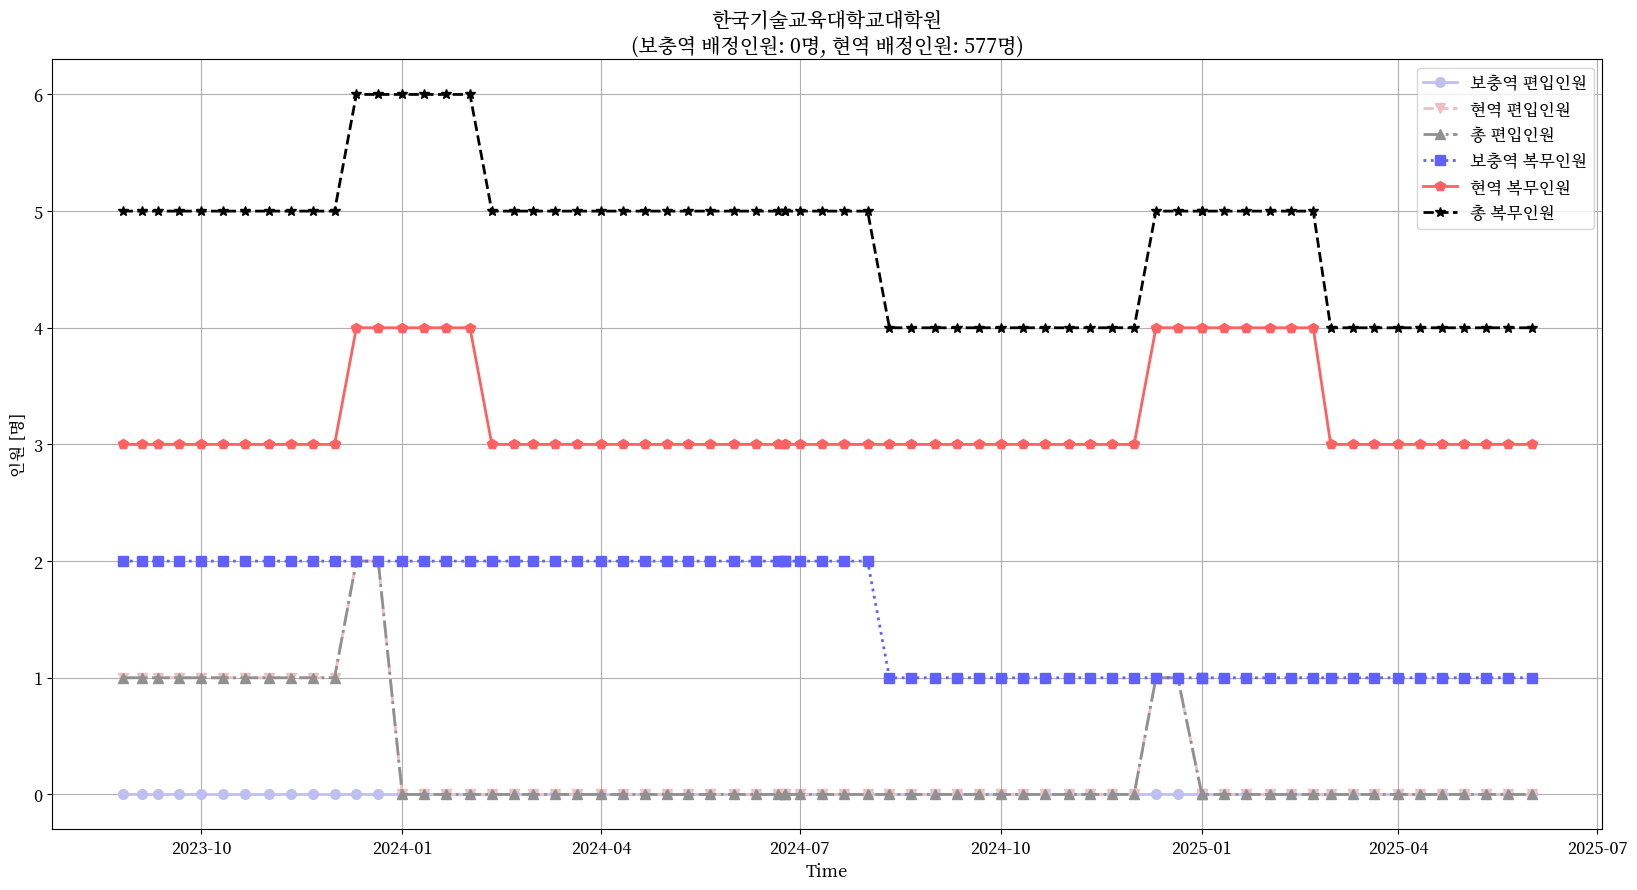 한국기술교육대학교대학원
(보충역 배정인원: 0명, 현역 배정인원: 577명)
보충역 편입인원
현역 편입인원
총 편입인원
보충역 복무인원
현역 복무인원
총 복무인원
인원 [명]
6
5
4
3
2
1
0
2023-10
2024-01
2024-04
2024-07
2024-10
2025-01
2025-04
2025-07
Time